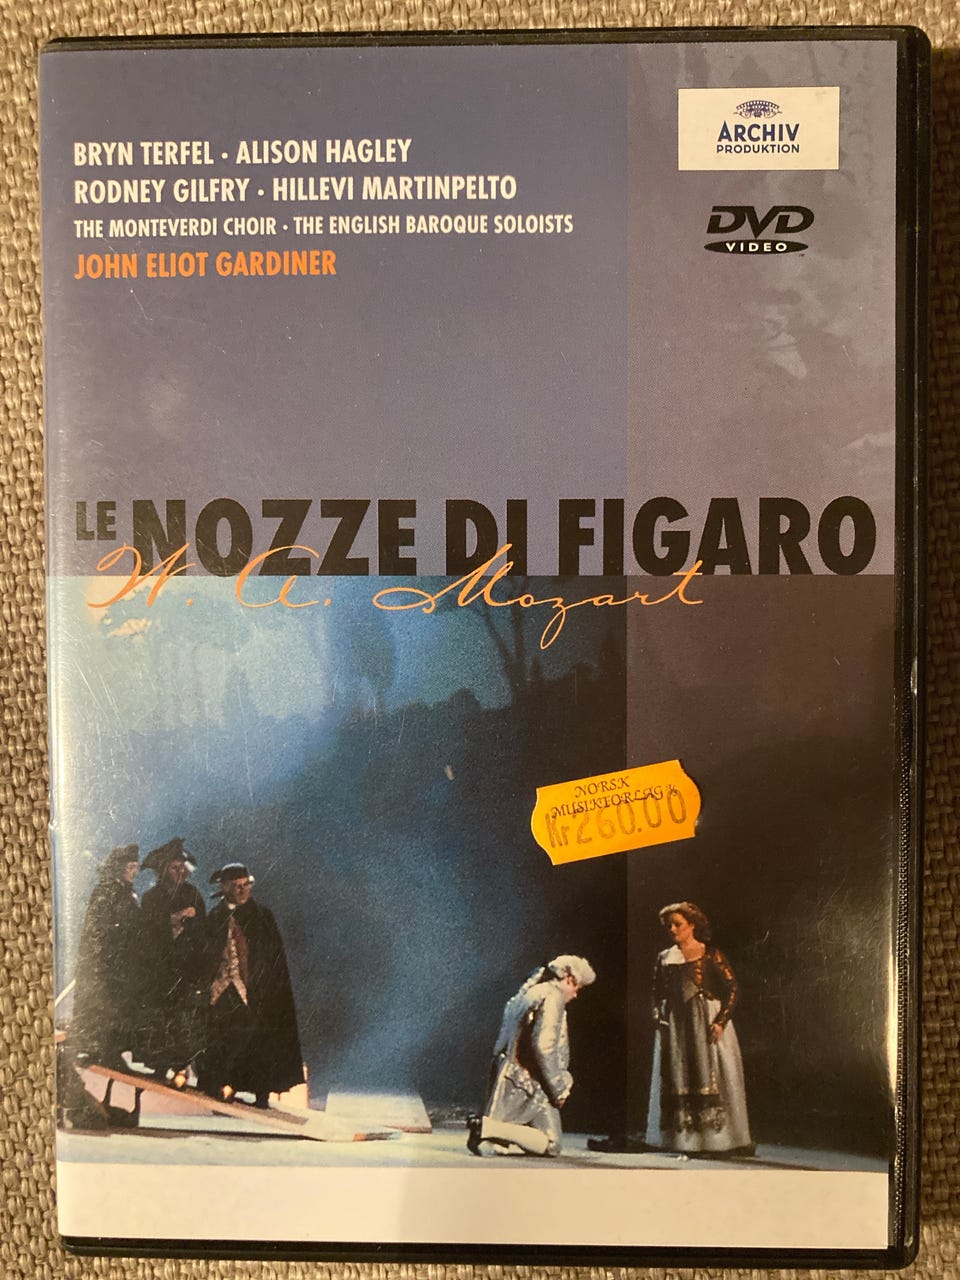 BRYN TERFEL · ALISON HAGLEY
RODNEY GILFRY · HILLEVI MARTINPELTO
THE MONTEVERDI CHOIR · THE ENGLISH BAROQUE SOLOISTS
JOHN ELIOT GARDINER
ARCHIV
PRODUKTION
DVD
VIDEO
LE NOZZE DI FIGARO
W. A. Mozart
NORSK
MUSIKFORLAG A/S
Kr 260.00